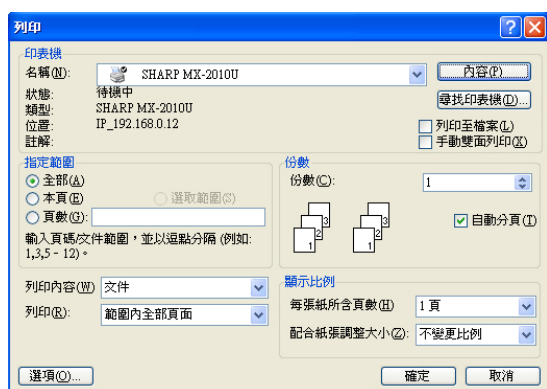 列印
印表機
名稱(N): SHARP MX-2010U 內容(P)
狀態: 待機中 尋找印表機(D)...
類型: SHARP MX-2010U
位置: IP_192.168.0.12 列印至檔案(L)
註解: 手動雙面列印(X)
指定範圍
全部(A)
本頁(E) 選取範圍(S)
頁數(G):
輸入頁碼/文件範圍，並以逗點分隔 (例如:
1,3,5 - 12)。
份數
份數(C): 1
3 3
2 2
1 1
自動分頁(T)
列印內容(W) 文件
列印(R): 範圍內全部頁面
顯示比例
每張紙所含頁數(H) 1 頁
配合紙張調整大小(Z): 不變更比例
選項(O)... 確定 取消